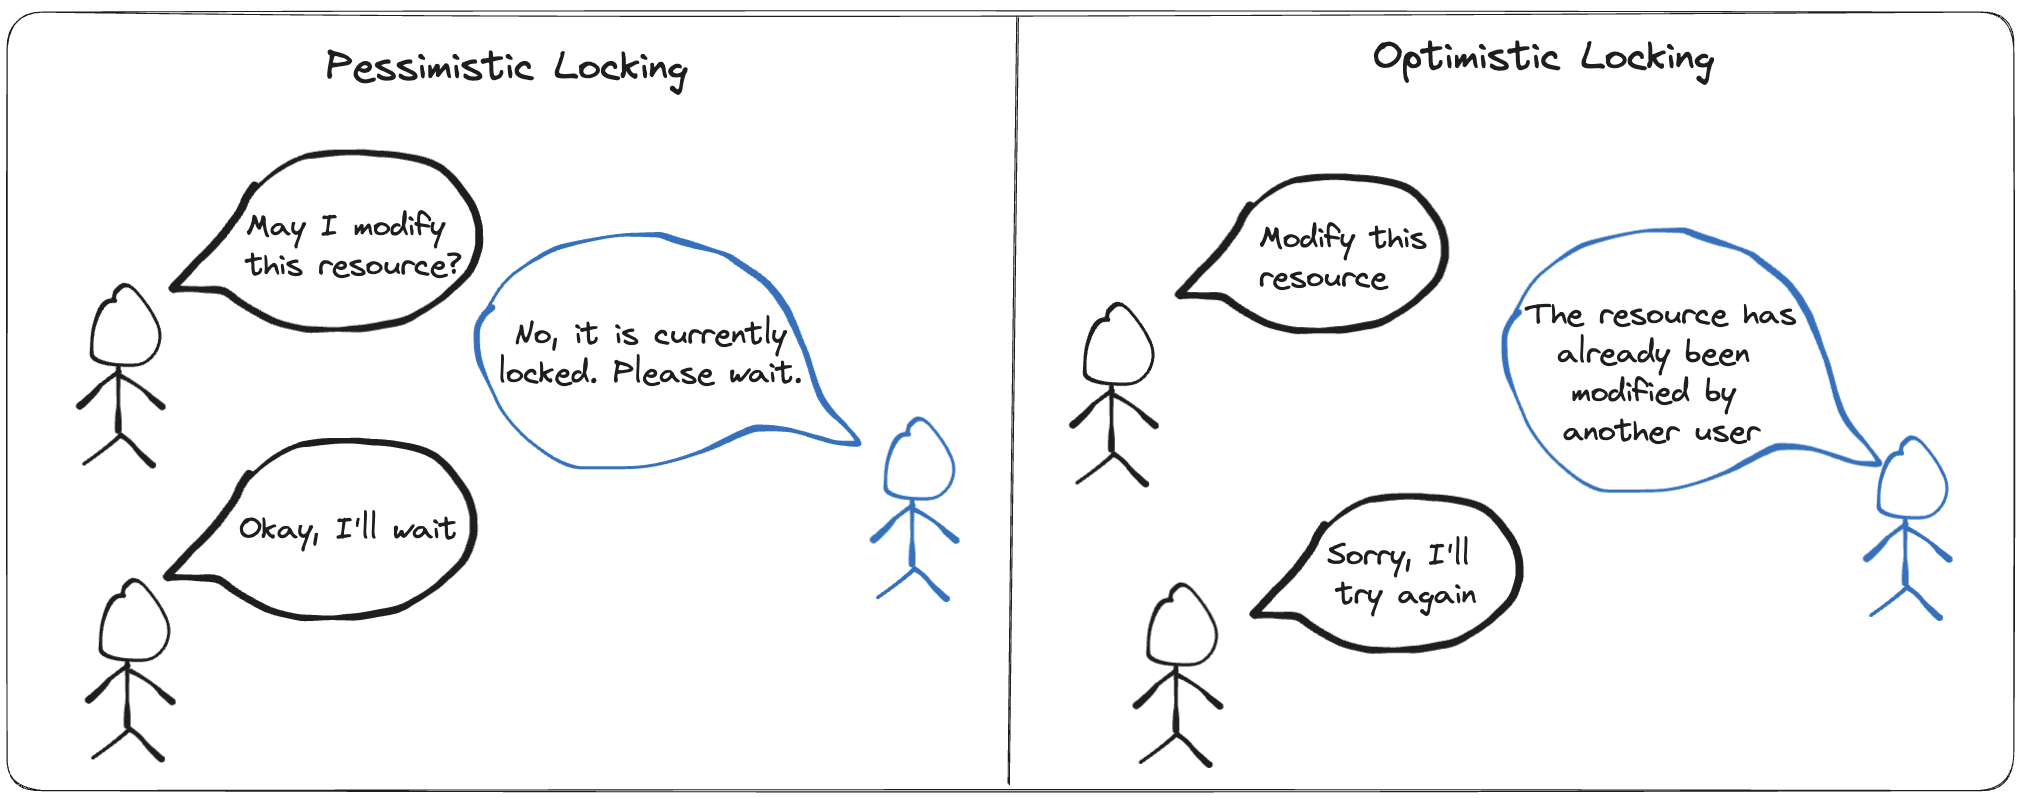 Pessimistic Locking
May I modify
this resource?
No, it is currently
locked. Please wait.
Okay, I'll wait
Optimistic Locking
Modify this
resource
The resource has
already been
modified by
another user
Sorry, I'll
try again